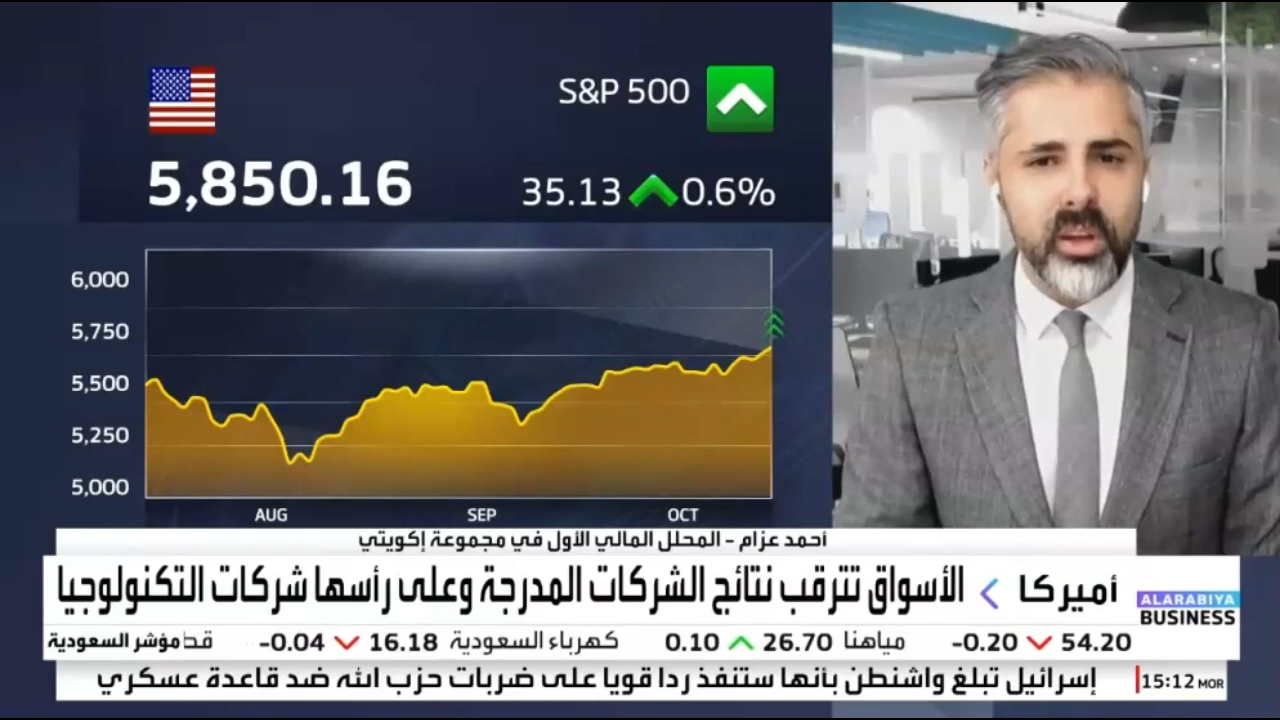 S&P 500
5,850.16
35.13 0.6%
6,000
5,750
5,500
5,250
5,000
AUG SEP OCT
أحمد عزام - المحلل المالي الأول في مجموعة إكويتي
أميركا > الأسواق تترقب نتائج الشركات المدرجة وعلى رأسها شركات التكنولوجيا
ALARABIYA
BUSINESS
54.20 -0.20 مياهنا 26.70 0.10 كهرباء السعودية 16.18 -0.04 قط مؤشر السعودية
15:12 MOR
إسرائيل تبلغ واشنطن بأنها ستنفذ ردا قويا على ضربات حزب الله ضد قاعدة عسكري